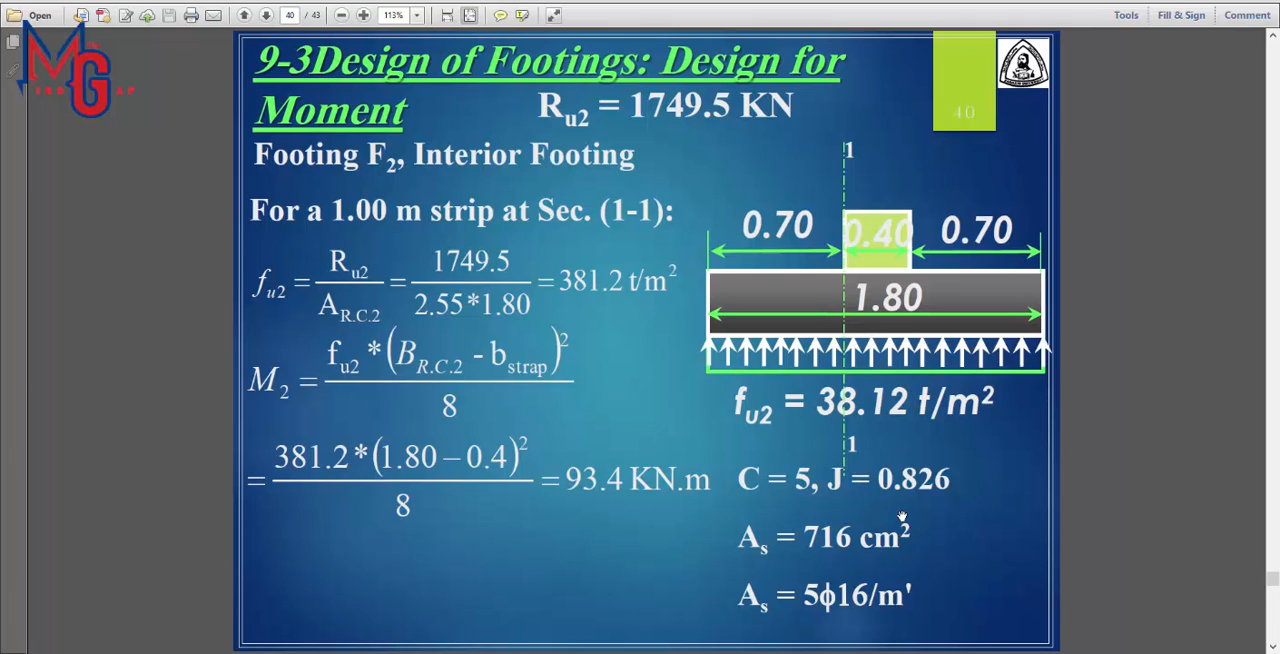 Open
40
/ 43
113%
Tools
Fill & Sign
Comment
MG
9-3Design of Footings: Design for
Moment
R_u2 = 1749.5 KN
40
Footing F_2, Interior Footing
For a 1.00 m strip at Sec. (1-1):
f_u2 = R_u2 / A_R.C.2 = 1749.5 / 2.55*1.80 = 381.2 t/m²
M_2 = f_u2 * (B_R.C.2 - b_strap)² / 8
= 381.2 * (1.80 – 0.4)² / 8 = 93.4 KN.m
1
0.70
0.40
0.70
1.80
f_u2 = 38.12 t/m²
1
C = 5, J = 0.826
A_s = 716 cm²
A_s = 5ϕ16/m'